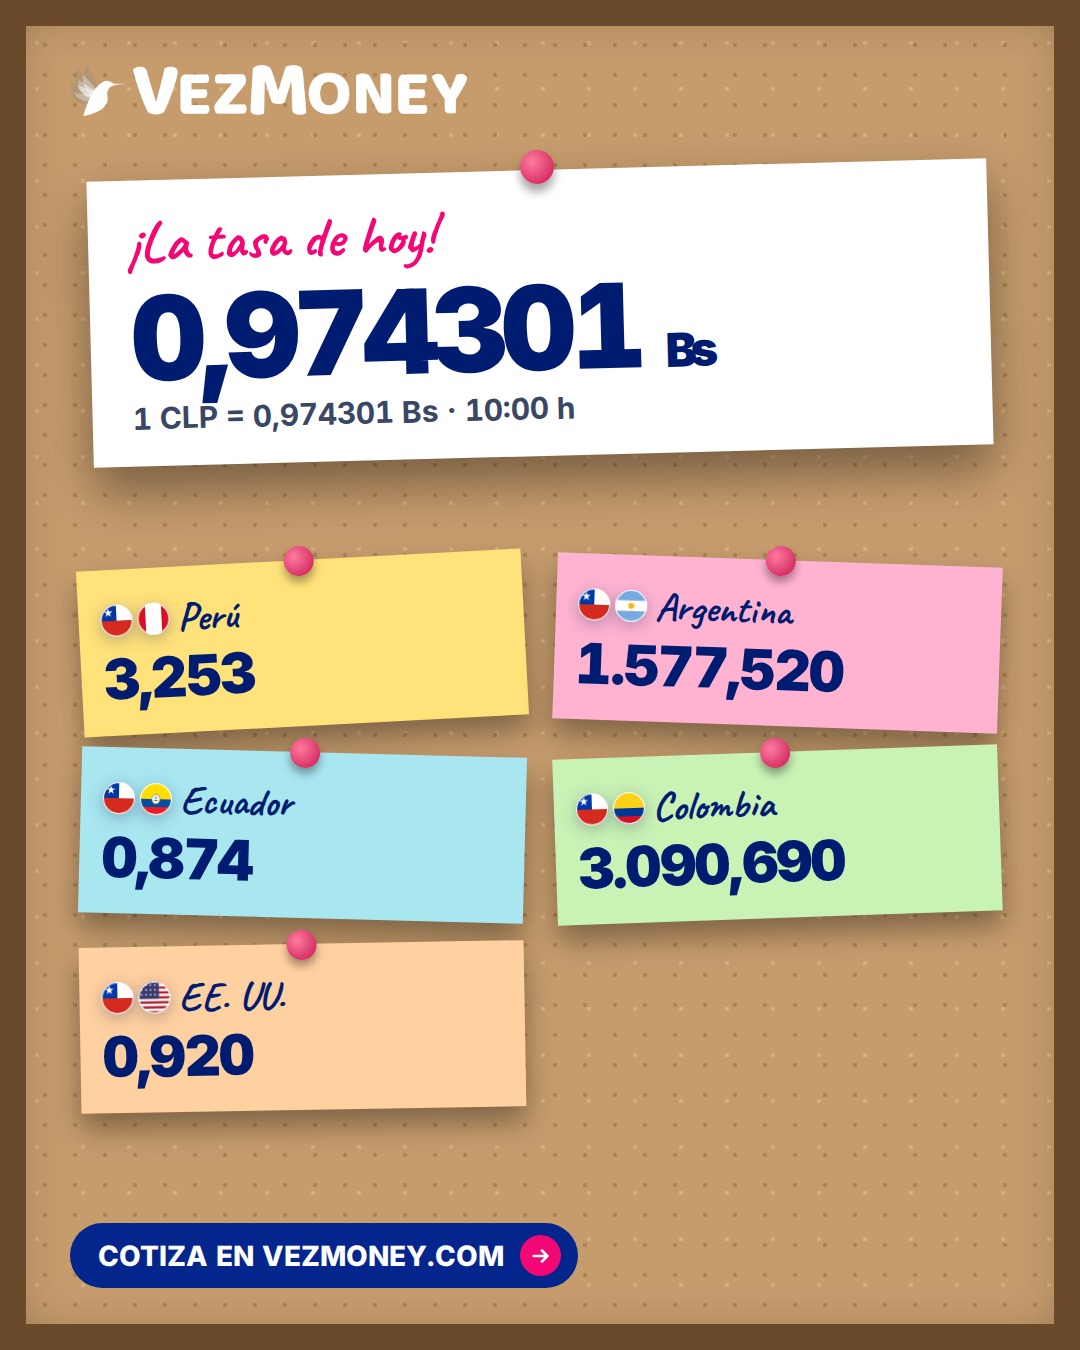 VEZMONEY
¡La tasa de hoy!
0,974301 Bs
1 CLP = 0,974301 Bs · 10:00 h
Perú
3,253
Argentina
1.577,520
Ecuador
0,874
Colombia
3.090,690
EE. UU.
0,920
COTIZA EN VEZMONEY.COM